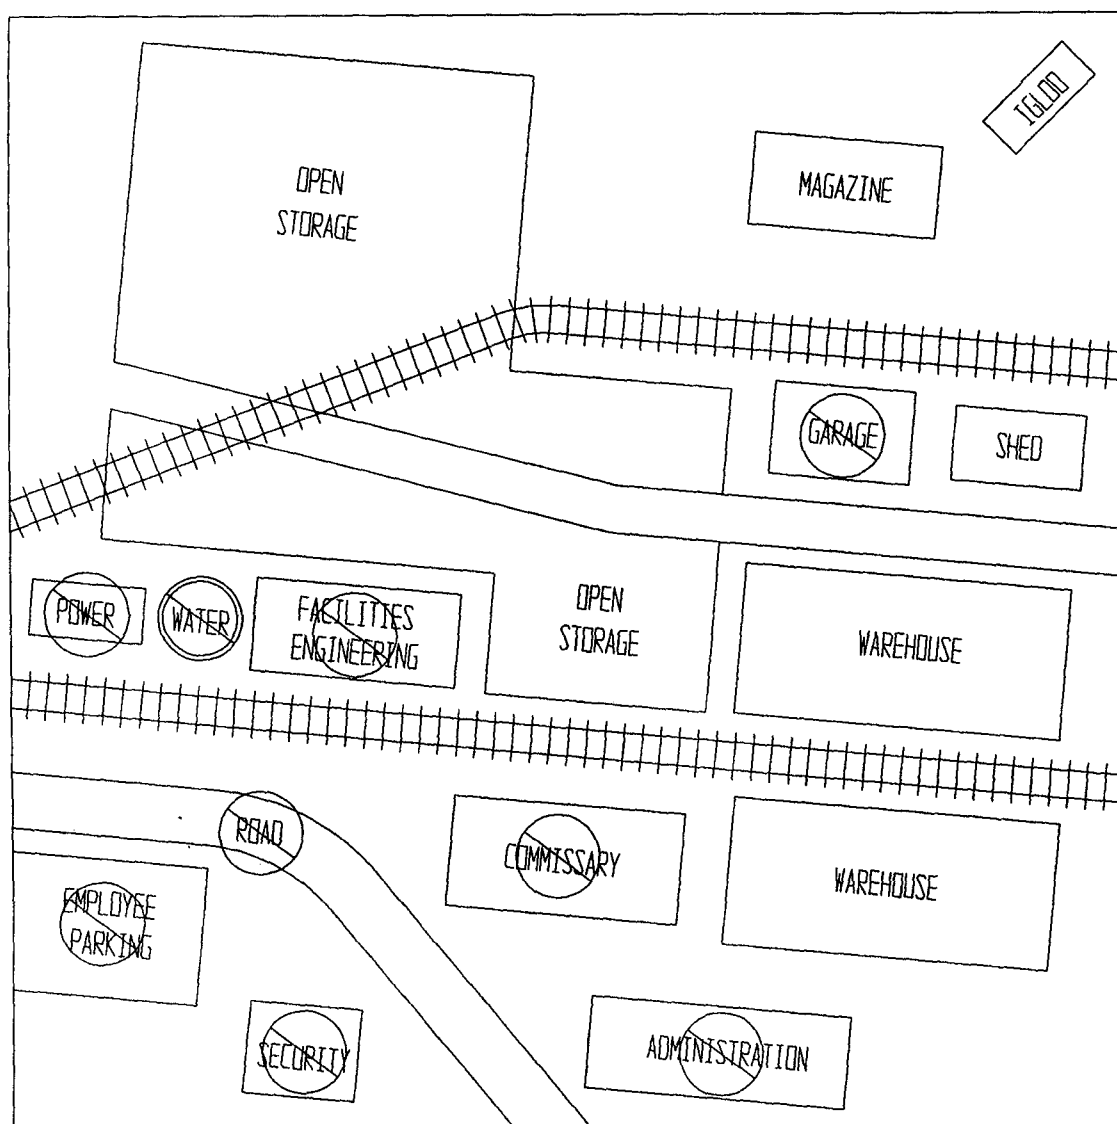 IGLOO
OPEN
STORAGE
MAGAZINE
GARAGE
SHED
POWER
WATER
FACILITIES
ENGINEERING
OPEN
STORAGE
WAREHOUSE
ROAD
COMMISSARY
WAREHOUSE
EMPLOYEE
PARKING
SECURITY
ADMINISTRATION